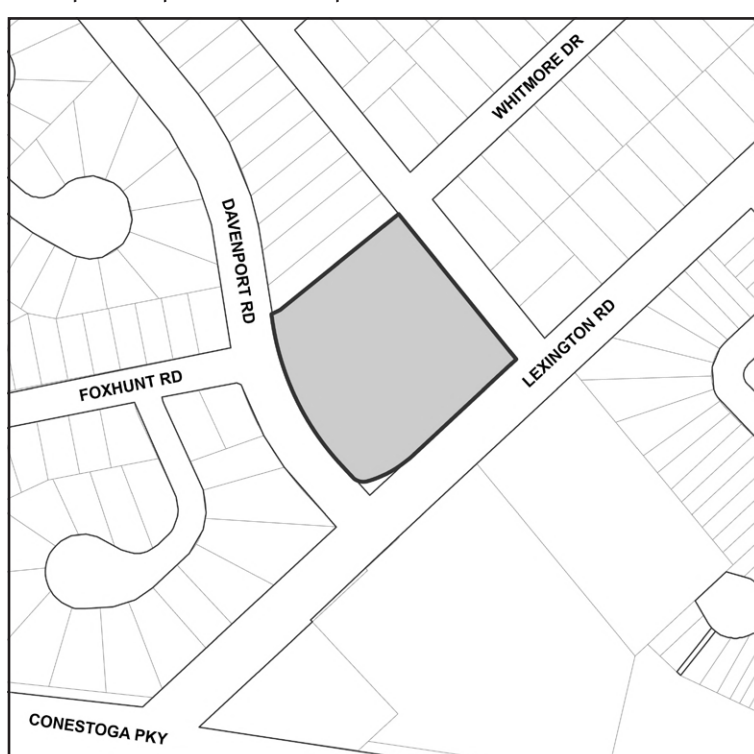 WHITMORE DR
DAVENPORT RD
LEXINGTON RD
FOXHUNT RD
CONESTOGA PKY